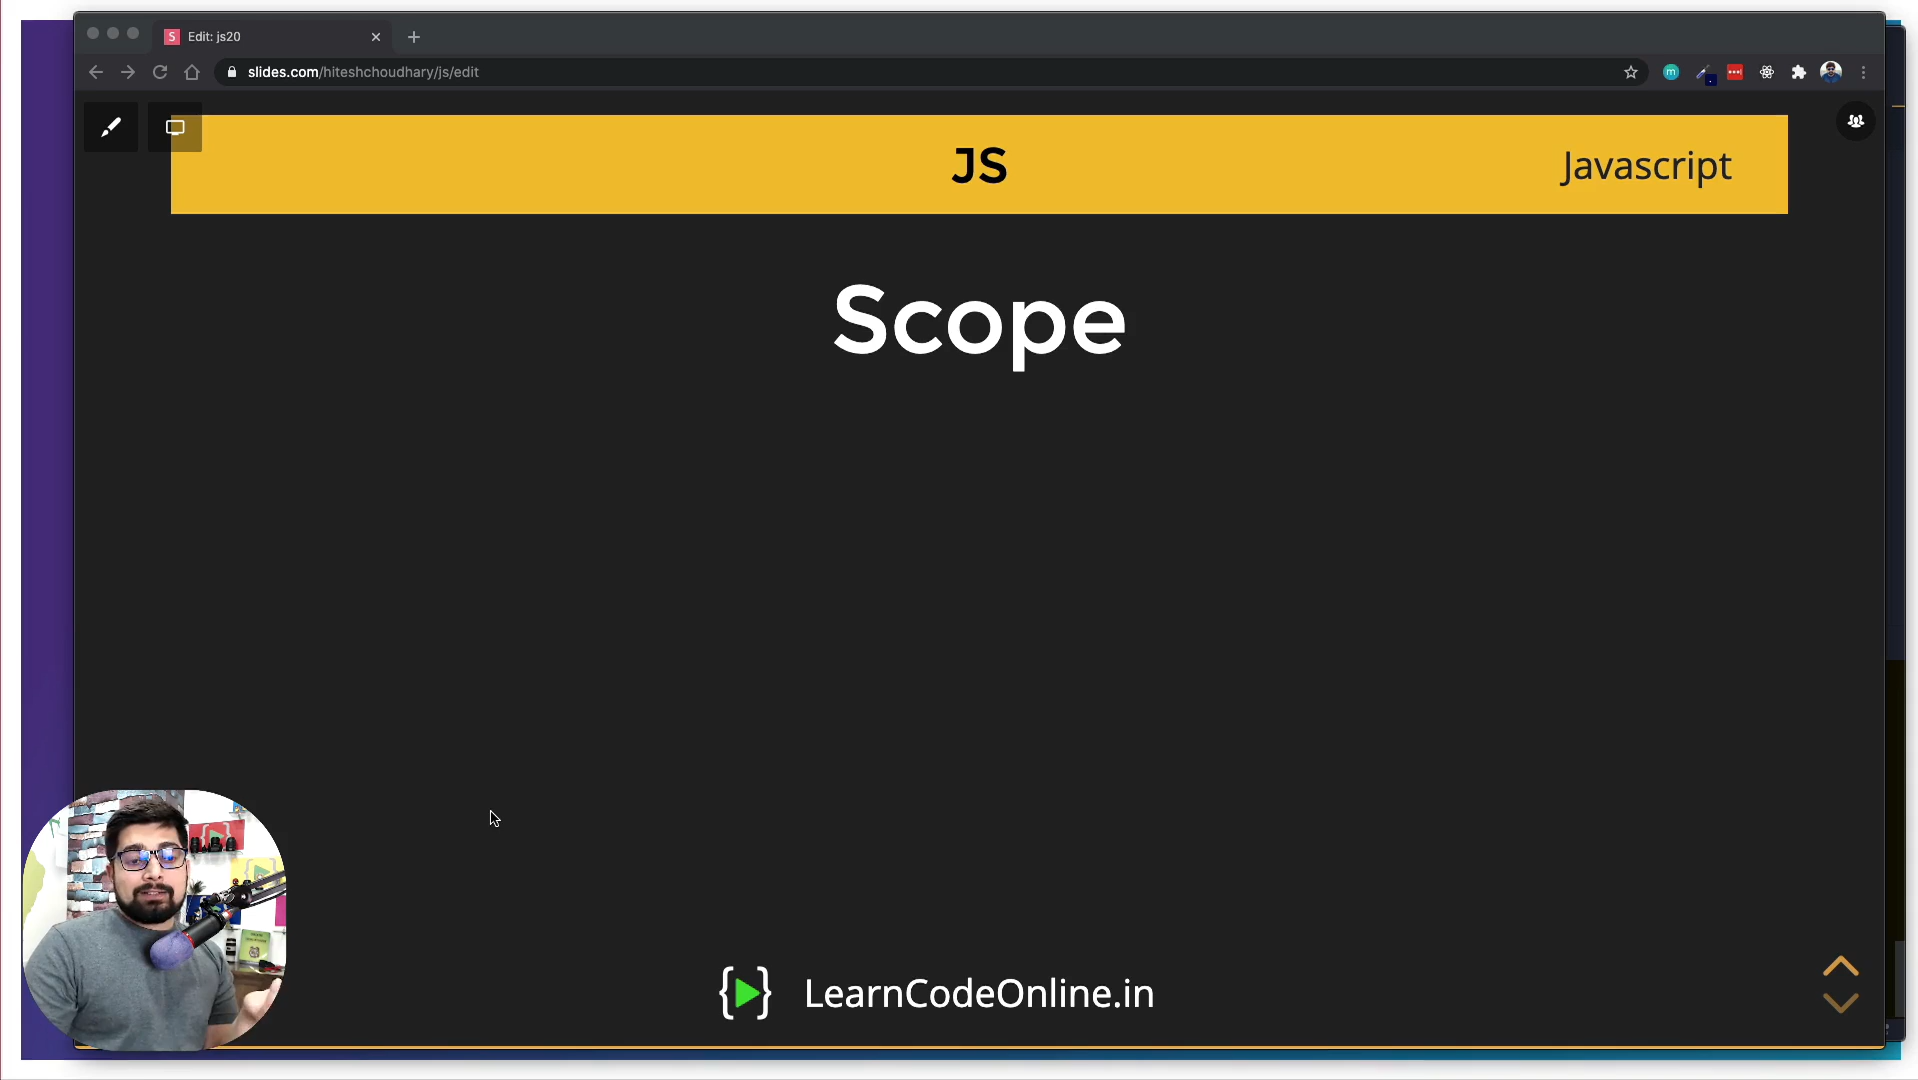 S Edit: js20
slides.com/hiteshchoudhary/js/edit
m
JS
Javascript
Scope
LearnCodeOnline.in